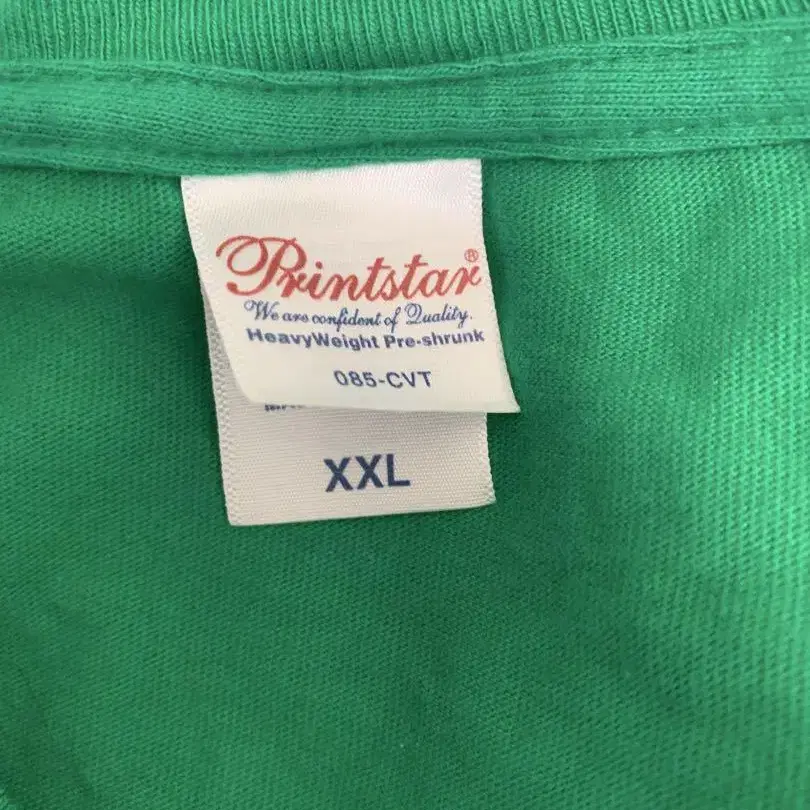 Printstar®
We are confident of Quality.
HeavyWeight Pre-shrunk
085-CVT
XXL